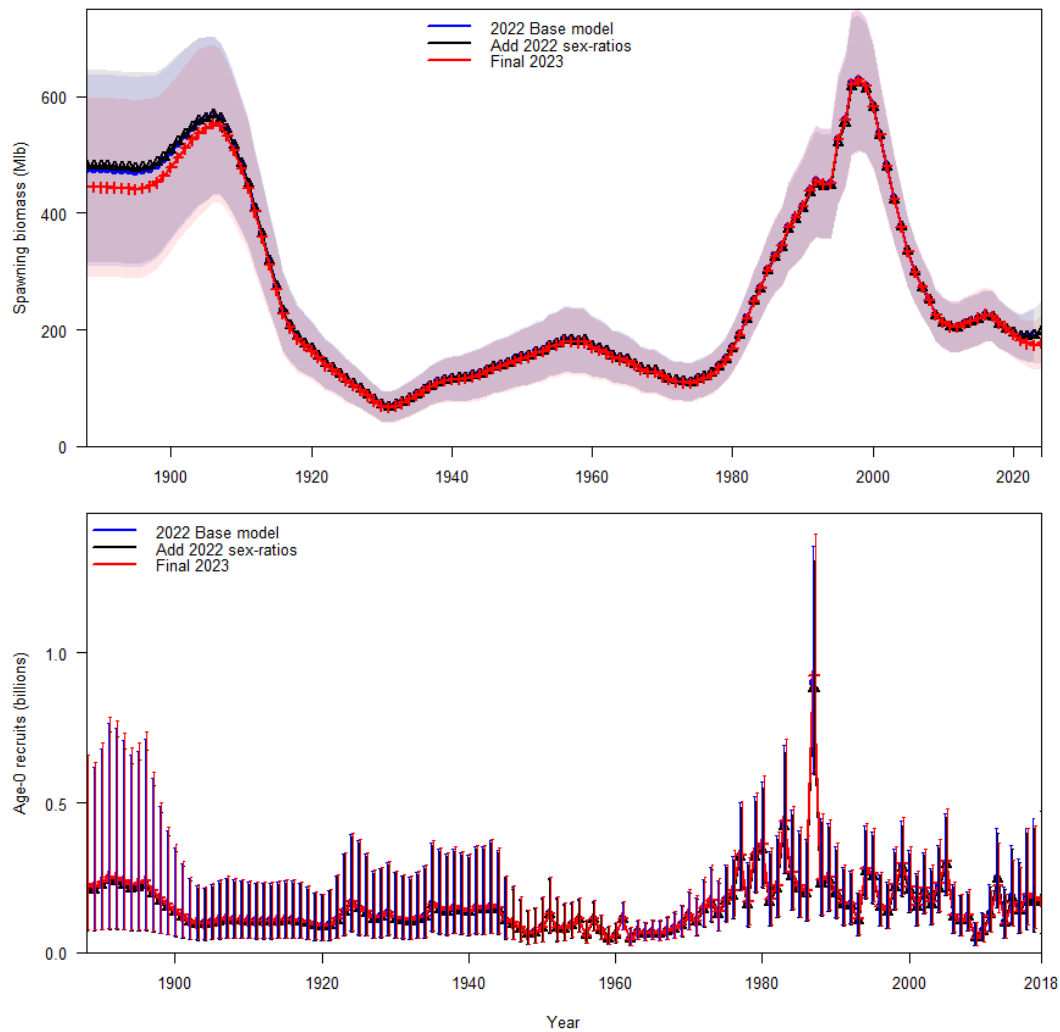 2022 Base model
Add 2022 sex-ratios
Final 2023
Spawning biomass (Mlb)
600
400
200
0
1900 1920 1940 1960 1980 2000 2020
2022 Base model
Add 2022 sex-ratios
Final 2023
Age-0 recruits (billions)
1.0
0.5
0.0
1900 1920 1940 1960 1980 2000 2018
Year